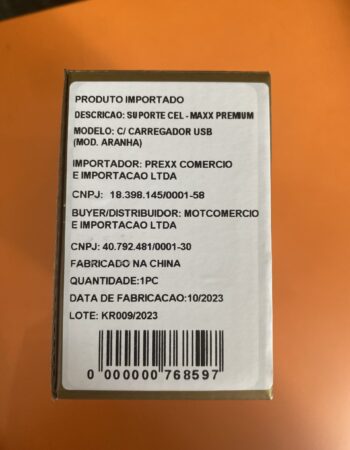 PRODUTO IMPORTADO
DESCRICAO: SUPORTE CEL - MAXX PREMIUM
MODELO: C/ CARREGADOR USB
(MOD. ARANHA)
IMPORTADOR: PREXX COMERCIO
E IMPORTACAO LTDA
CNPJ: 18.398.145/0001-58
BUYER/DISTRIBUIDOR: MOTCOMERCIO
E IMPORTACAO LTDA
CNPJ: 40.792.481/0001-30
FABRICADO NA CHINA
QUANTIDADE:1PC
DATA DE FABRICACAO:10/2023
LOTE: KR009/2023
0 000000 768597